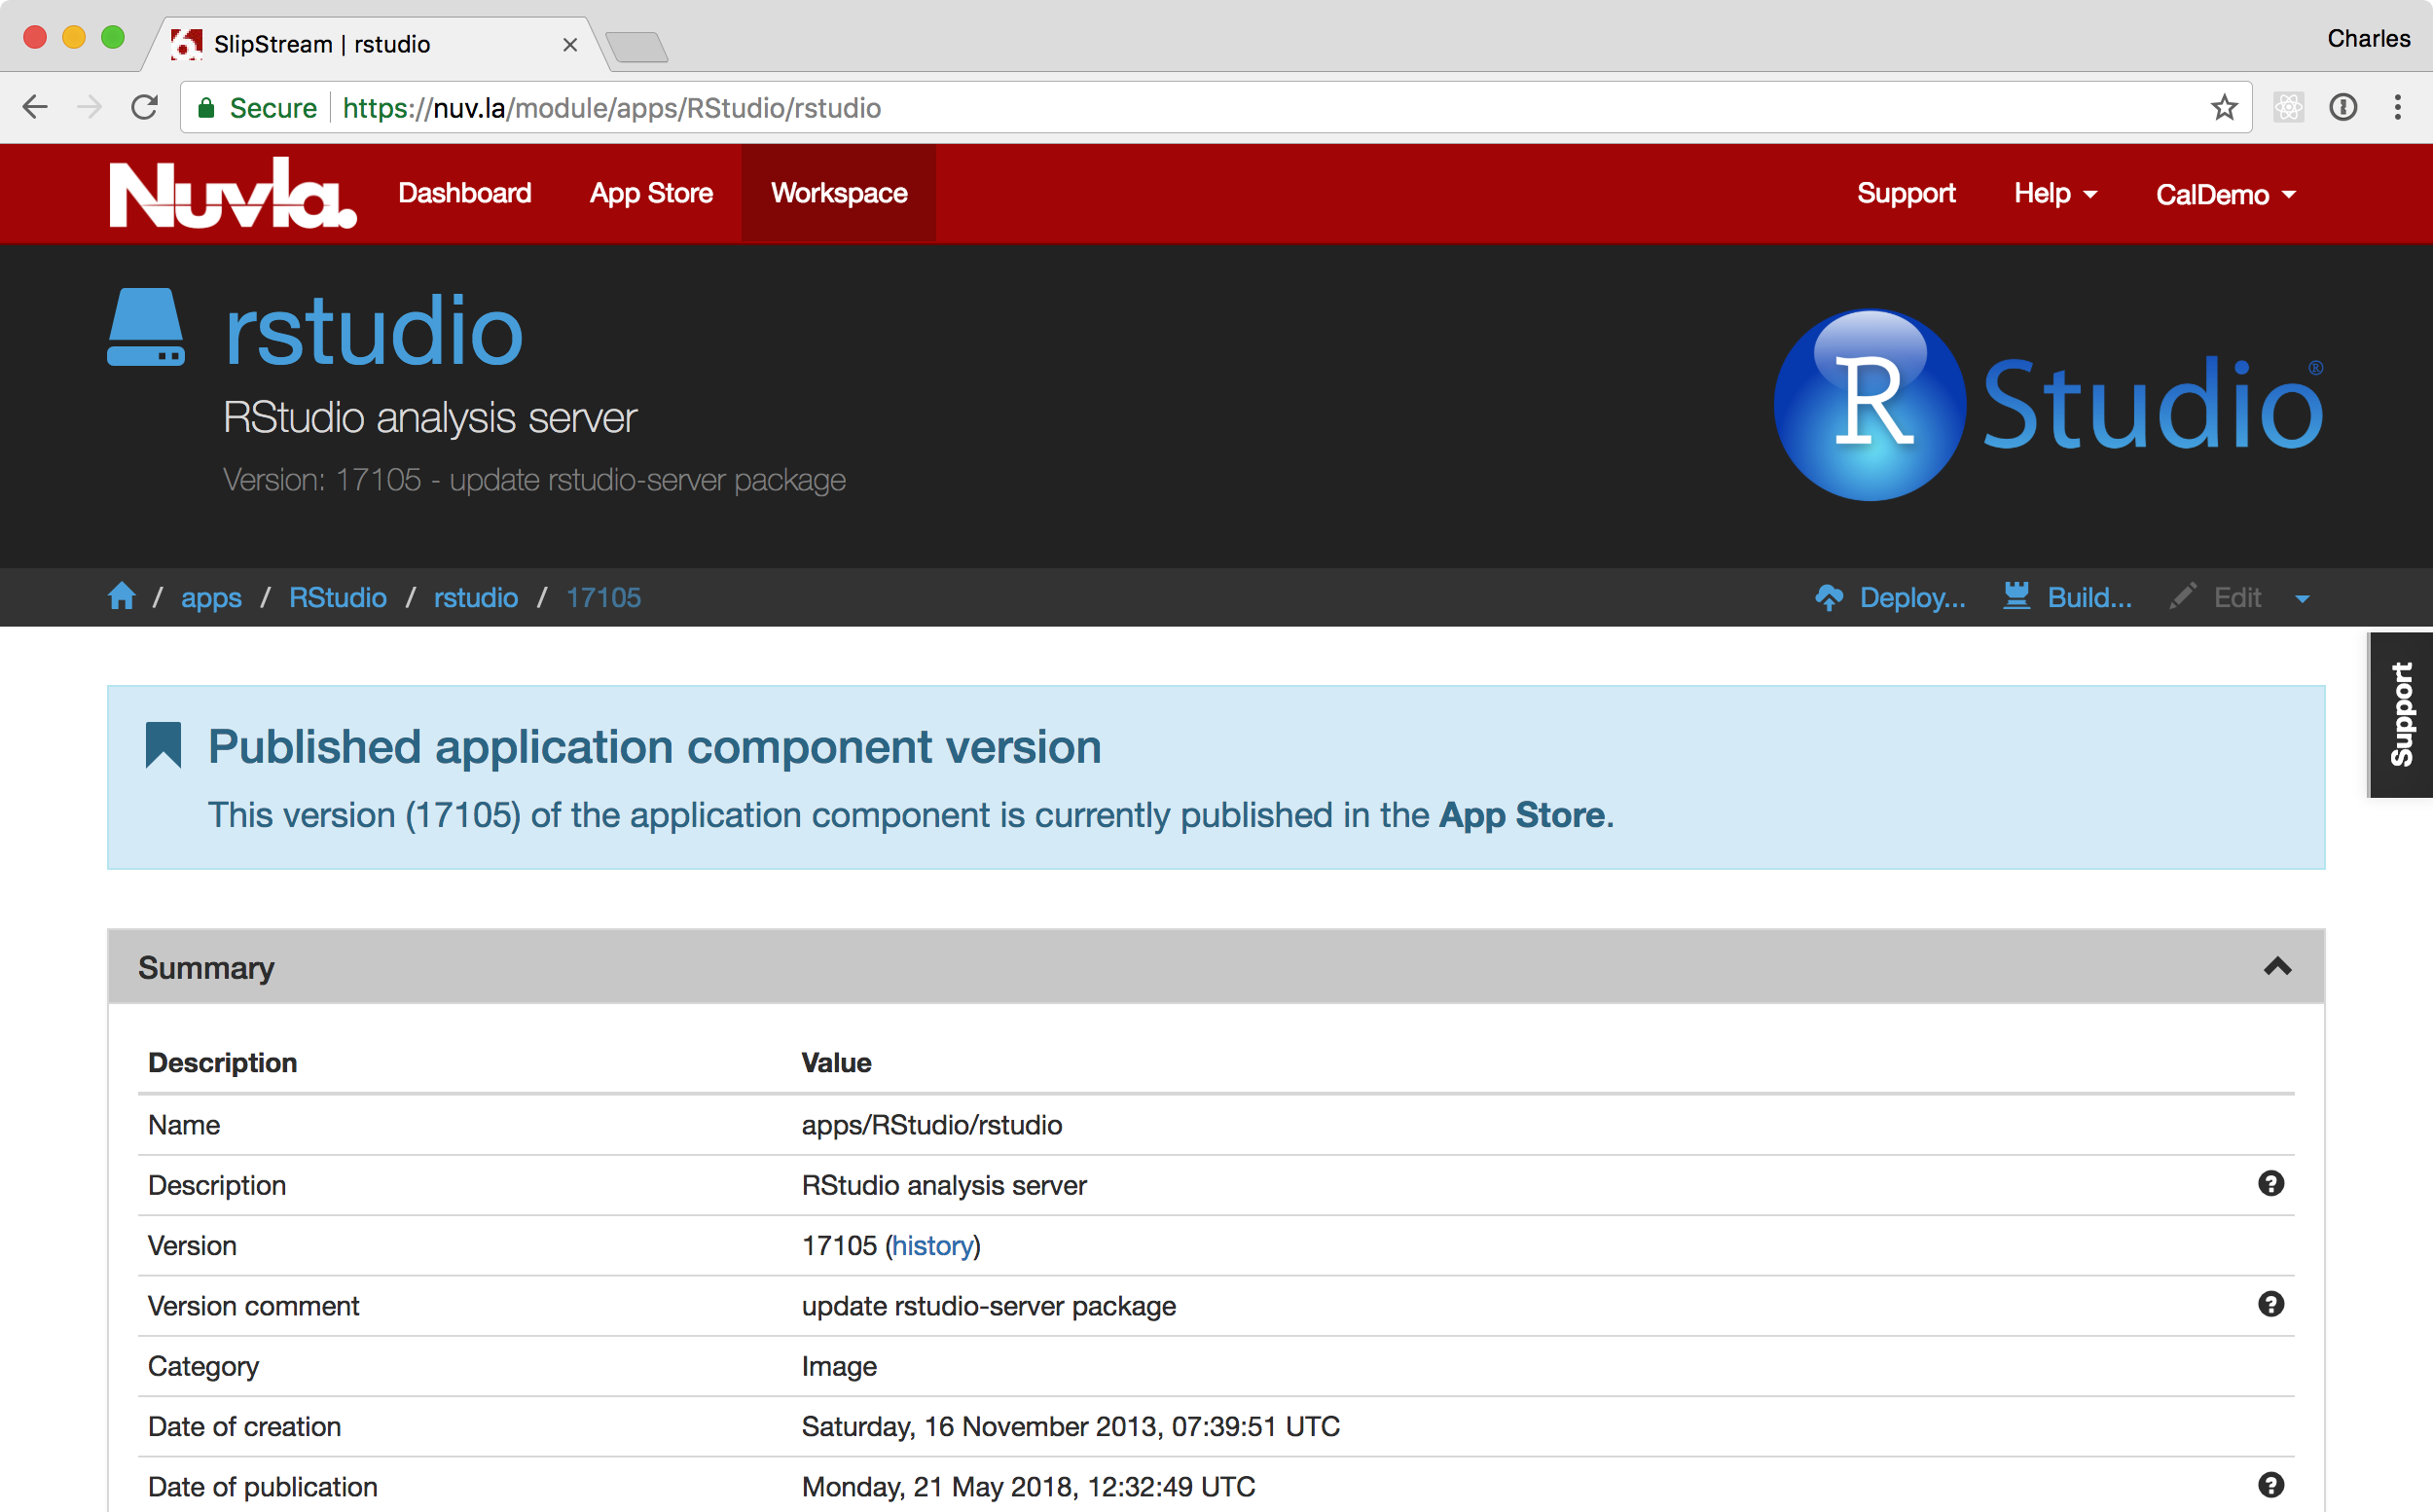 SlipStream | rstudio
Charles
Secure https://nuv.la/module/apps/RStudio/rstudio
Nuvla. Dashboard App Store Workspace Support Help CalDemo
rstudio
RStudio analysis server
Version: 17105 - update rstudio-server package
R Studio®
/ apps / RStudio / rstudio / 17105 Deploy... Build... Edit
Support
Published application component version
This version (17105) of the application component is currently published in the App Store.
Summary
Description Value
Name apps/RStudio/rstudio
Description RStudio analysis server
Version 17105 (history)
Version comment update rstudio-server package
Category Image
Date of creation Saturday, 16 November 2013, 07:39:51 UTC
Date of publication Monday, 21 May 2018, 12:32:49 UTC